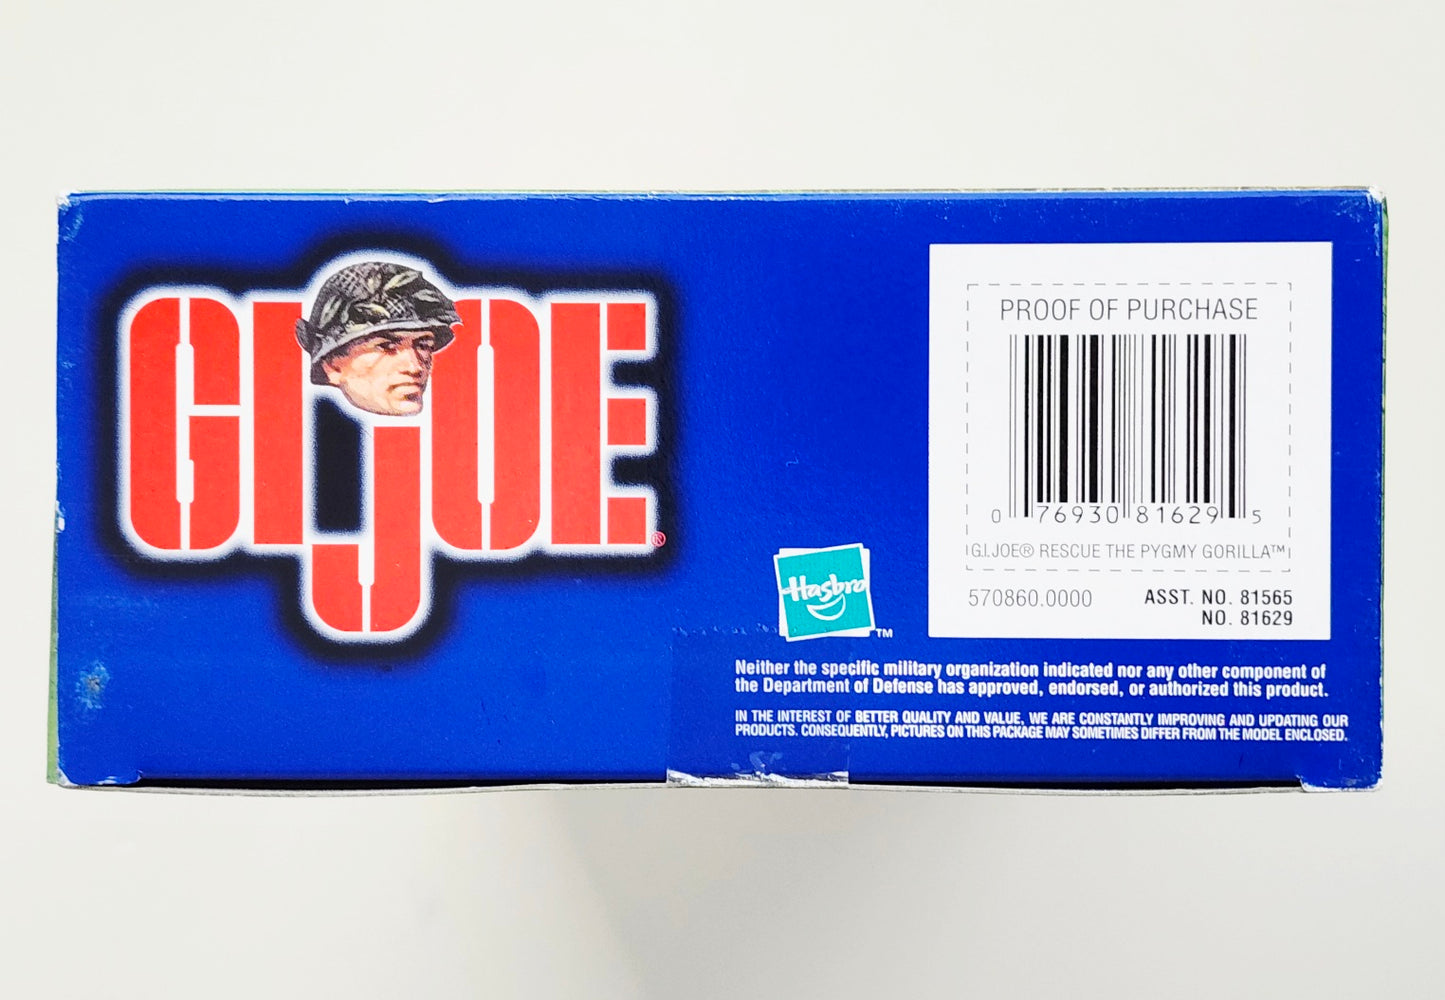 GI JOE®
PROOF OF PURCHASE
0 76930 81629 5
G.I.JOE® RESCUE THE PYGMY GORILLA™
570860.0000
ASST. NO. 81565
NO. 81629
Hasbro™
Neither the specific military organization indicated nor any other component of
the Department of Defense has approved, endorsed, or authorized this product.
IN THE INTEREST OF BETTER QUALITY AND VALUE, WE ARE CONSTANTLY IMPROVING AND UPDATING OUR
PRODUCTS. CONSEQUENTLY, PICTURES ON THIS PACKAGE MAY SOMETIMES DIFFER FROM THE MODEL ENCLOSED.